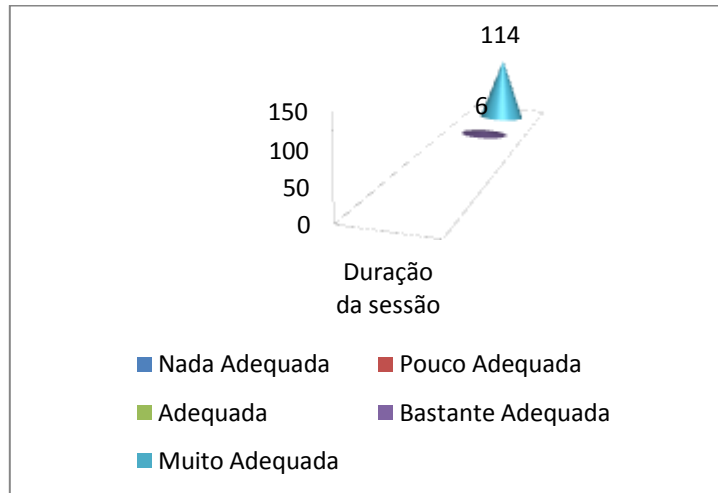 114
6
150
100
50
0
Duração
da sessão
Nada Adequada
Pouco Adequada
Adequada
Bastante Adequada
Muito Adequada